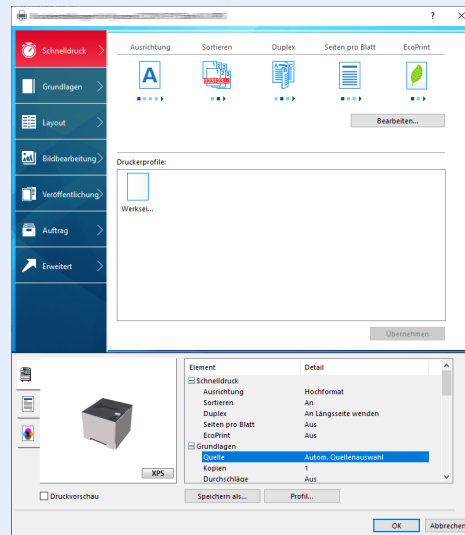 ? X
Schnelldruck
Grundlagen
Layout
Bildbearbeitung
Veröffentlichung
Auftrag
Erweitert
Ausrichtung Sortieren Duplex Seiten pro Blatt EcoPrint
A
Bearbeiten...
Druckerprofile:
Werksei...
Übernehmen
XPS
Druckvorschau
Element Detail
Schnelldruck
Ausrichtung Hochformat
Sortieren An
Duplex An Längsseite wenden
Seiten pro Blatt Aus
EcoPrint Aus
Grundlagen
Quelle Autom. Quellenauswahl
Kopien 1
Durchschläge Aus
Speichern als... Profil...
OK Abbrechen